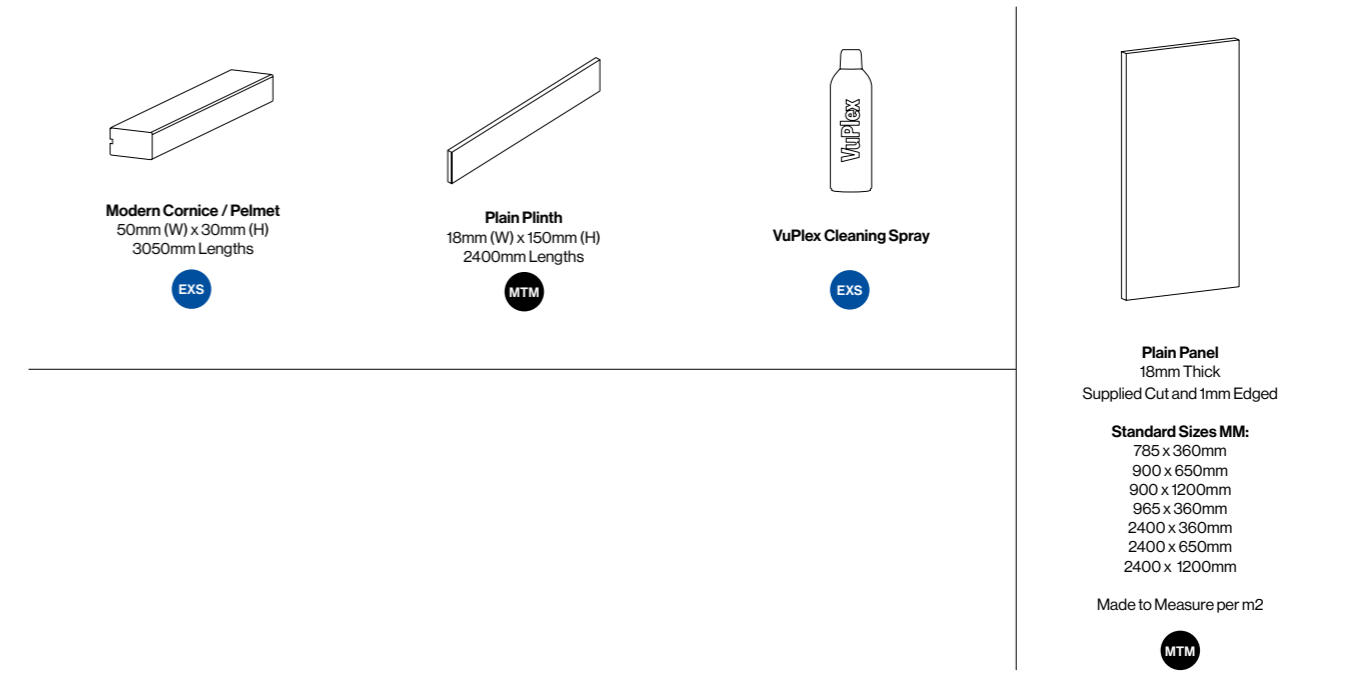 Modern Cornice / Pelmet
50mm (W) x 30mm (H)
3050mm Lengths
EXS
Plain Plinth
18mm (W) x 150mm (H)
2400mm Lengths
MTM
VuPlex
VuPlex Cleaning Spray
EXS
Plain Panel
18mm Thick
Supplied Cut and 1mm Edged
Standard Sizes MM:
785 x 360mm
900 x 650mm
900 x 1200mm
965 x 360mm
2400 x 360mm
2400 x 650mm
2400 x 1200mm
Made to Measure per m2
MTM